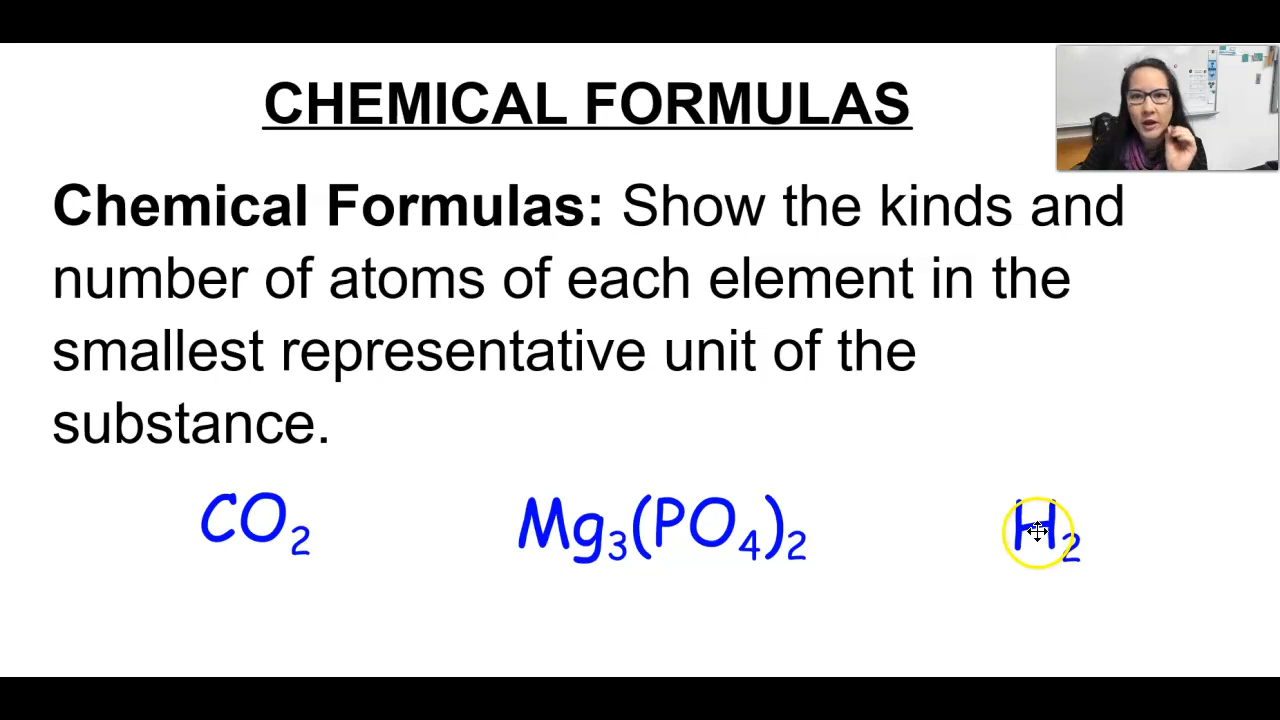 CHEMICAL FORMULAS
Chemical Formulas: Show the kinds and
number of atoms of each element in the
smallest representative unit of the
substance.
CO₂ Mg₃(PO₄)₂ H₂